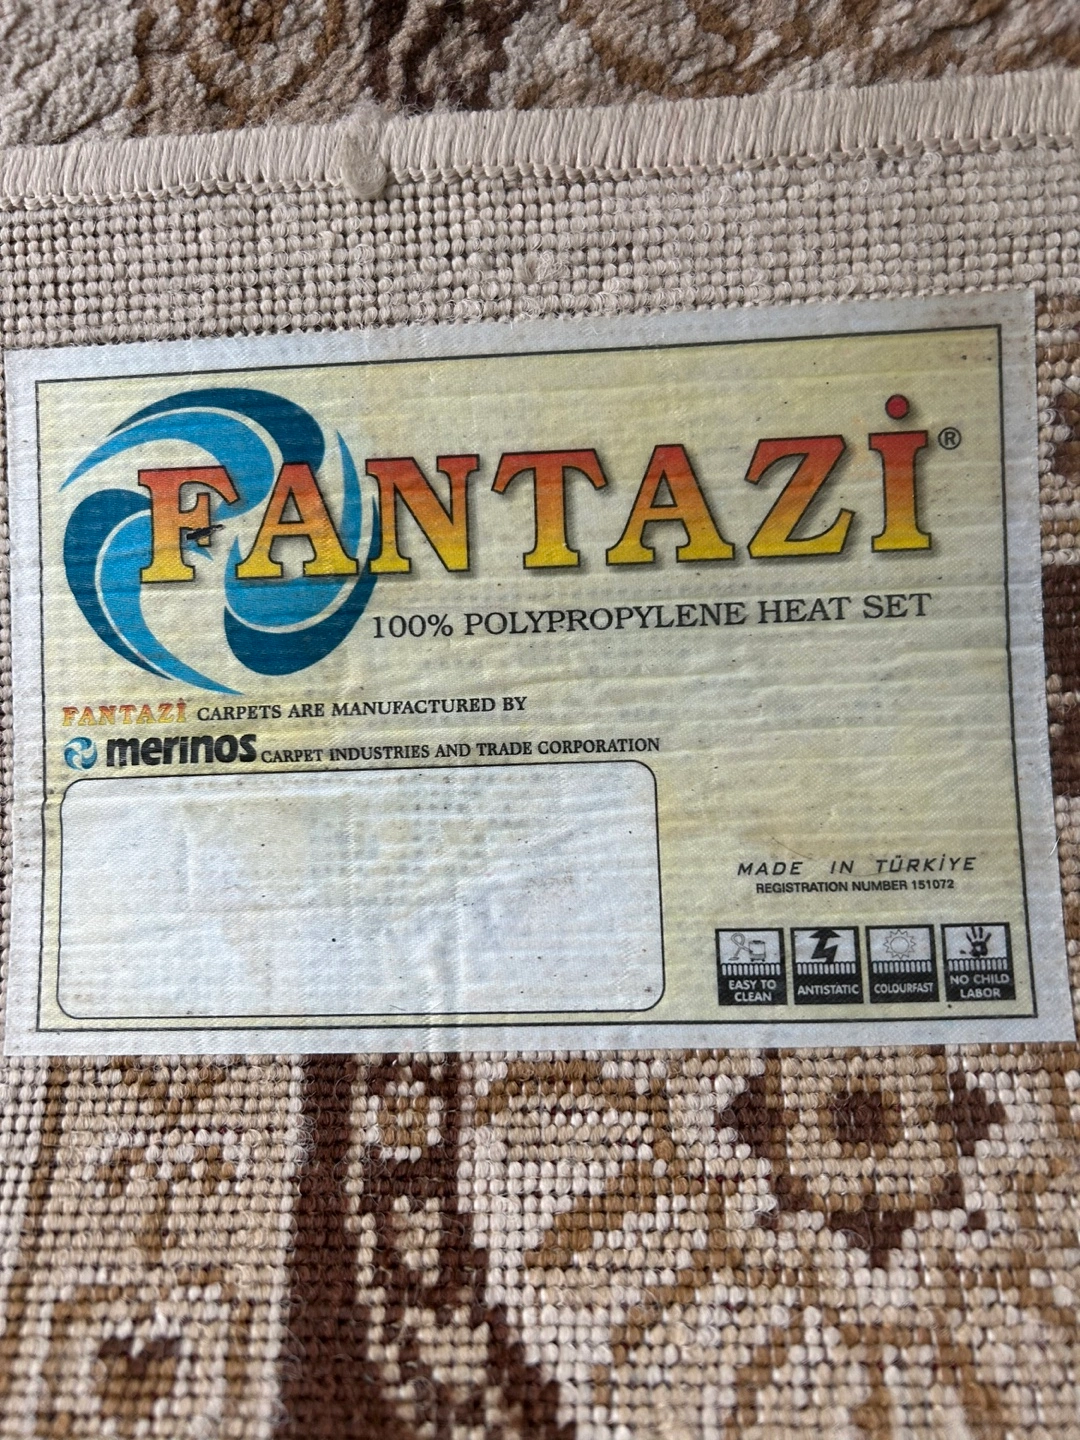 FANTAZİ®
100% POLYPROPYLENE HEAT SET
FANTAZİ CARPETS ARE MANUFACTURED BY
merinos CARPET INDUSTRIES AND TRADE CORPORATION
MADE IN TÜRKİYE
REGISTRATION NUMBER 151072
EASY TO
CLEAN
ANTISTATIC
COLOURFAST
NO CHILD
LABOR